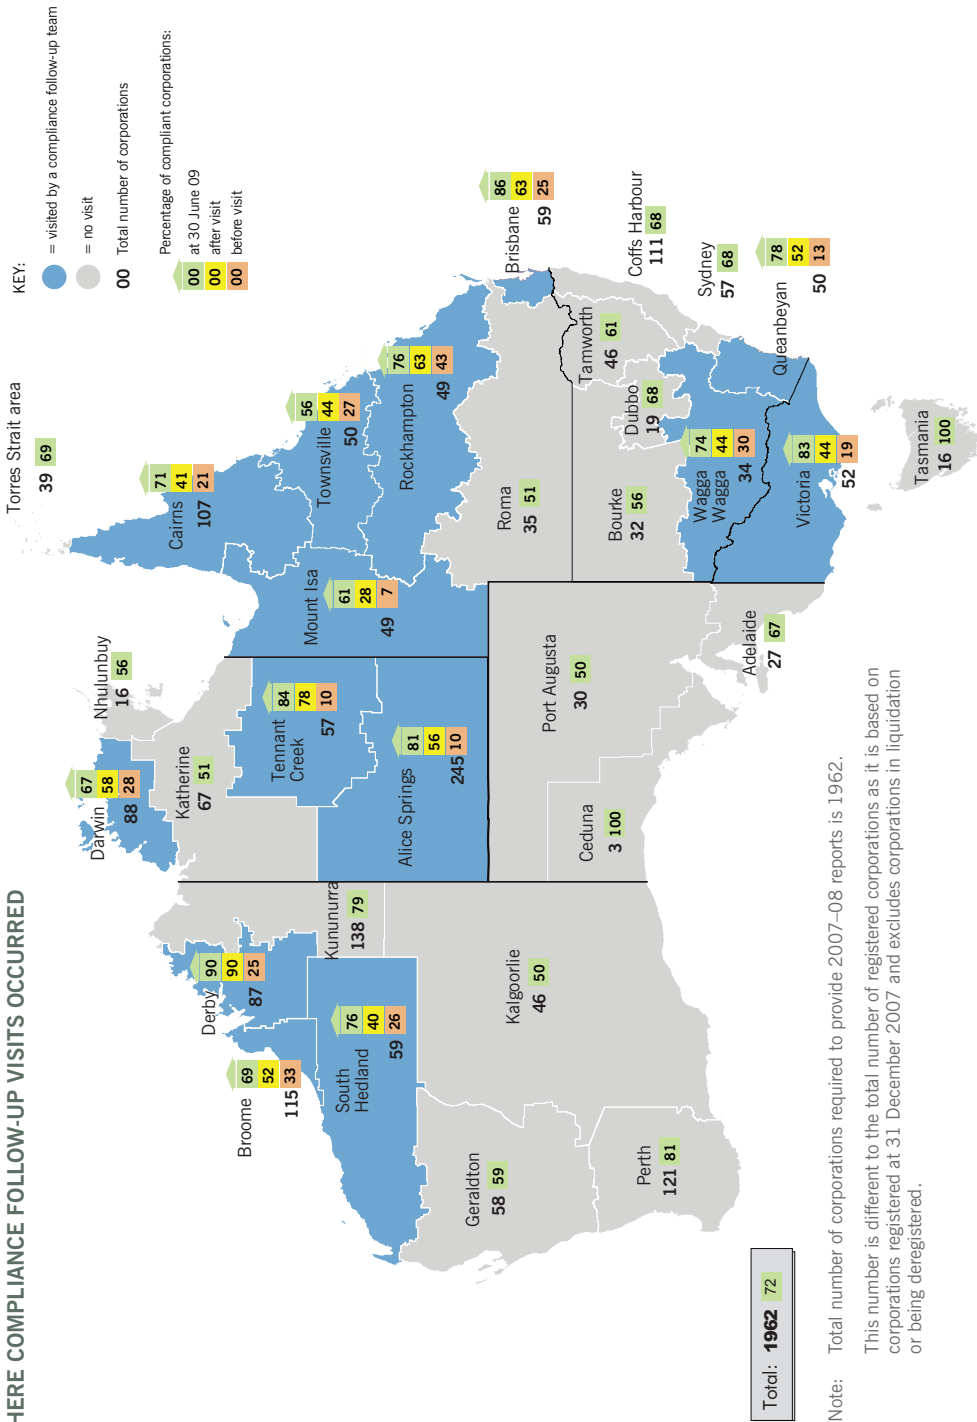 HERE COMPLIANCE FOLLOW-UP VISITS OCCURRED
KEY:
= visited by a compliance follow-up team
= no visit
00 Total number of corporations
Percentage of compliant corporations:
00 at 30 June 09
00 after visit
00 before visit
Torres Strait area
39 69
Darwin
67
58
28
88
Nhulunbuy
16 56
Katherine
67 51
Cairns
71
41
21
107
Derby
90
90
25
87
Broome
69
52
33
115
Kununurra
138 79
South
Hedland
76
40
26
59
Tennant
Creek
84
78
10
57
Mount Isa
61
28
7
49
Townsville
56
44
27
50
Rockhampton
76
63
43
49
Alice Springs
81
56
10
245
Geraldton
58 59
Kalgoorlie
46 50
Perth
121 81
Ceduna
3 100
Port Augusta
30 50
Adelaide
27 67
Roma
35 51
Brisbane
86
63
25
59
Bourke
32 56
Tamworth
46 61
Dubbo
19 68
Coffs Harbour
111 68
Sydney
57 68
Wagga
Wagga
74
44
30
34
Queanbeyan
78
52
13
50
Victoria
83
44
19
52
Tasmania
16 100
Total: 1962 72
Note: Total number of corporations required to provide 2007–08 reports is 1962.
This number is different to the total number of registered corporations as it is based on
corporations registered at 31 December 2007 and excludes corporations in liquidation
or being deregistered.